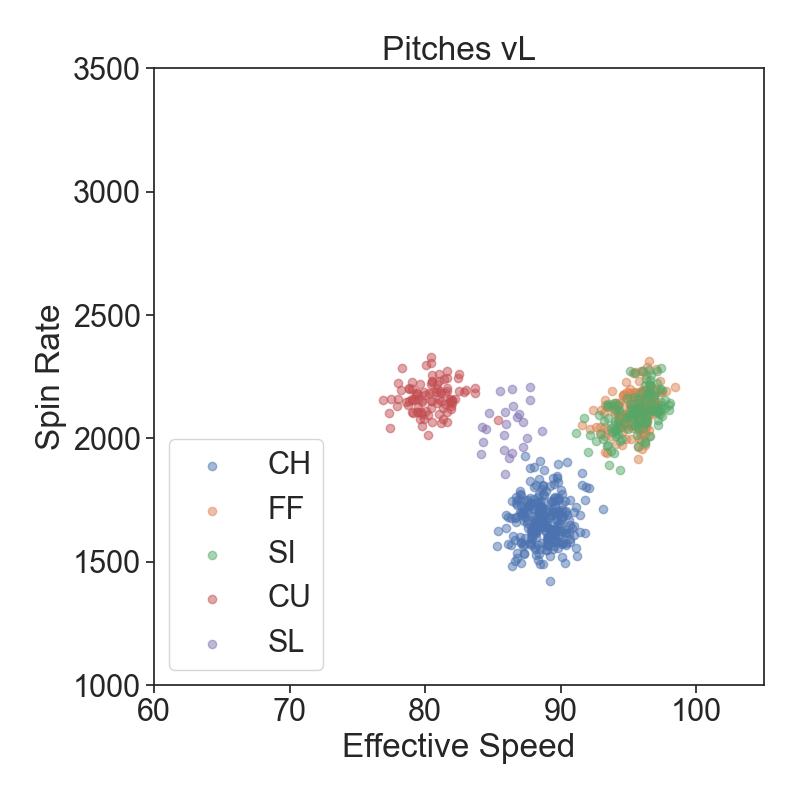 Pitches vL
3500
3000
2500
2000
1500
1000
Spin Rate
CH
FF
SI
CU
SL
60 70 80 90 100
Effective Speed